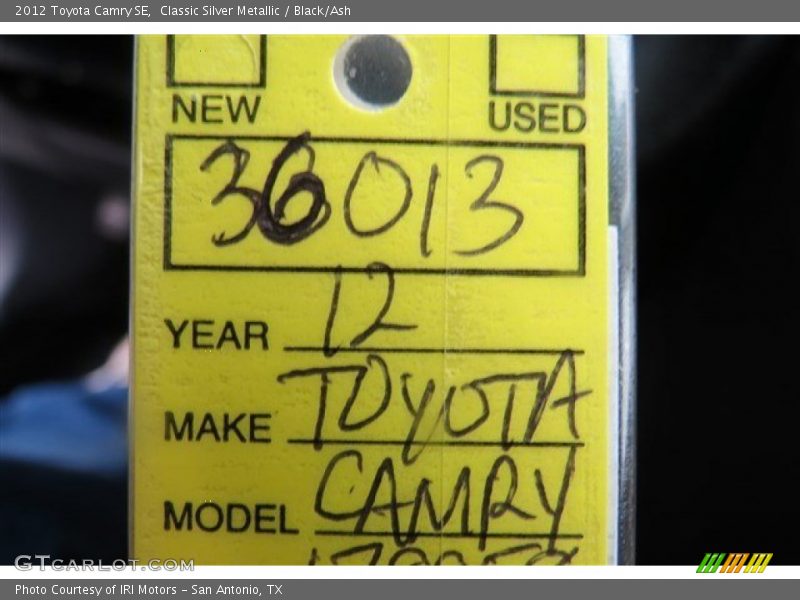 2012 Toyota Camry SE, Classic Silver Metallic / Black/Ash
NEW USED
36013
YEAR 12
MAKE TOYOTA
MODEL CAMRY
GTCARLOT.COM
Photo Courtesy of IRI Motors - San Antonio, TX